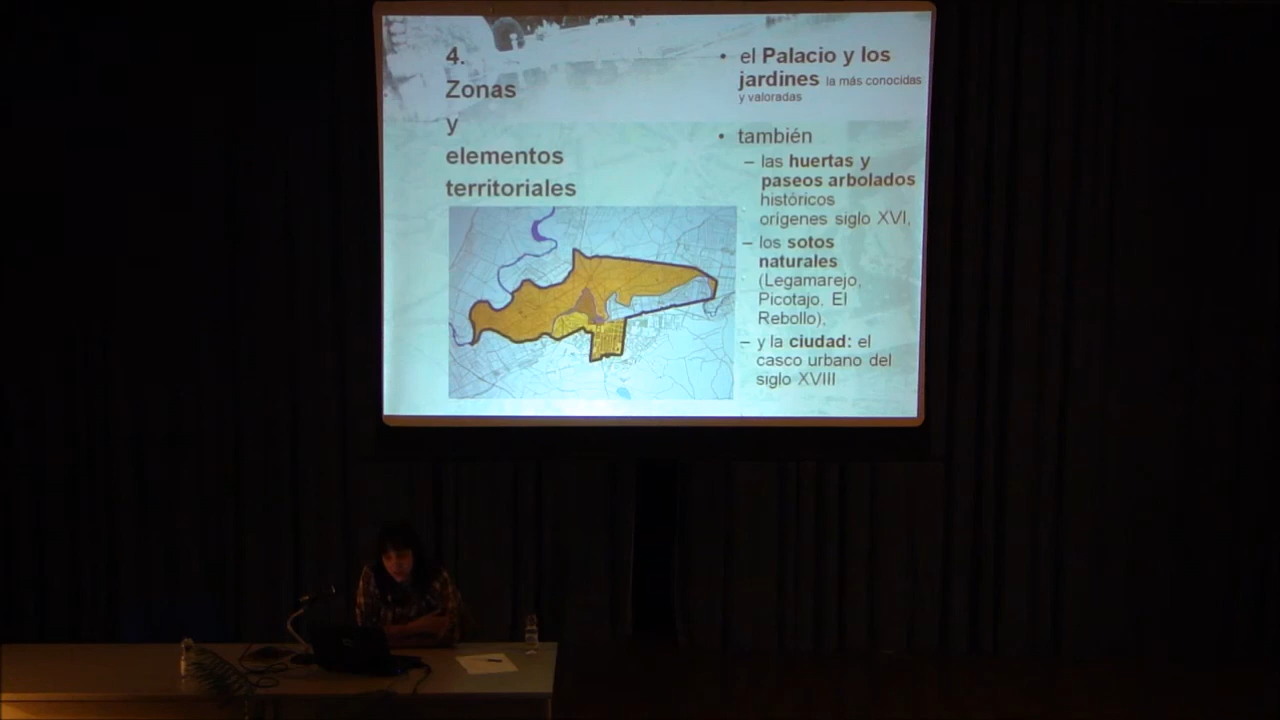 4.
Zonas
y
elementos
territoriales
• el Palacio y los
jardines la más conocidas
y valoradas
• también
– las huertas y
paseos arbolados
históricos
orígenes siglo XVI,
– los sotos
naturales
(Legamarejo,
Picotajo, El
Rebollo),
– y la ciudad: el
casco urbano del
siglo XVIII